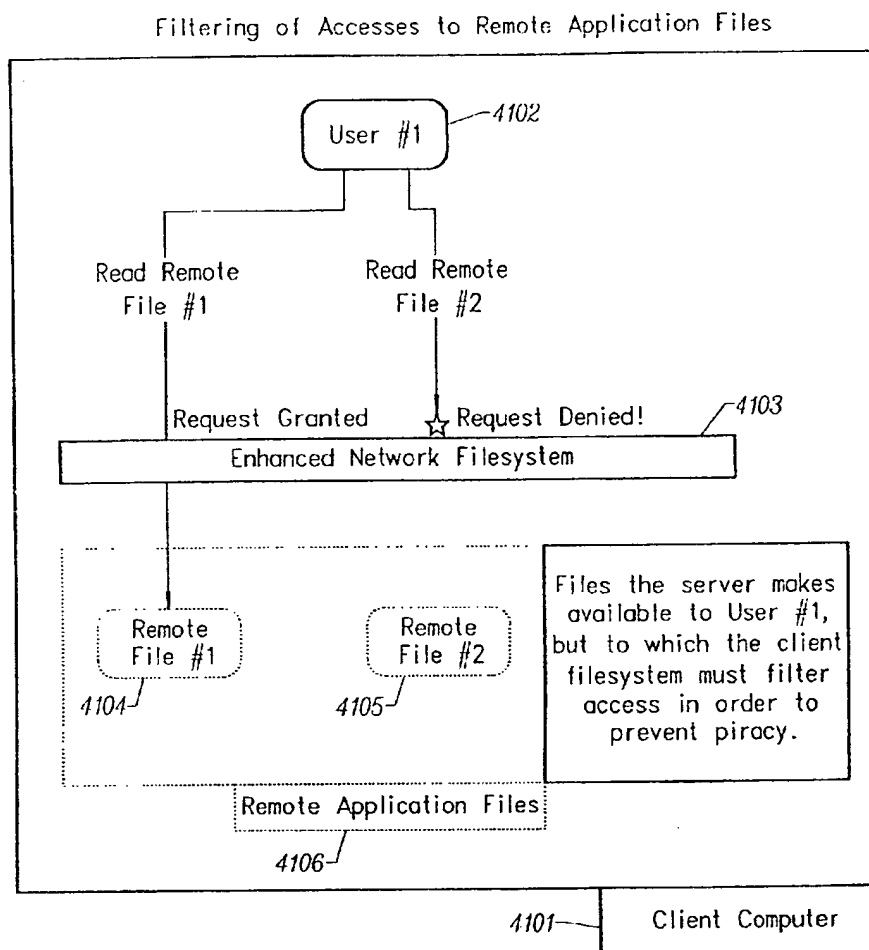 Filtering of Accesses to Remote Application Files
4102
User #1
Read Remote
File #1
Read Remote
File #2
4103
Request Granted
Request Denied!
Enhanced Network Filesystem
Remote
File #1
4104
Remote
File #2
4105
Files the server makes
available to User #1,
but to which the client
filesystem must filter
access in order to
prevent piracy.
Remote Application Files
4106
4101
Client Computer